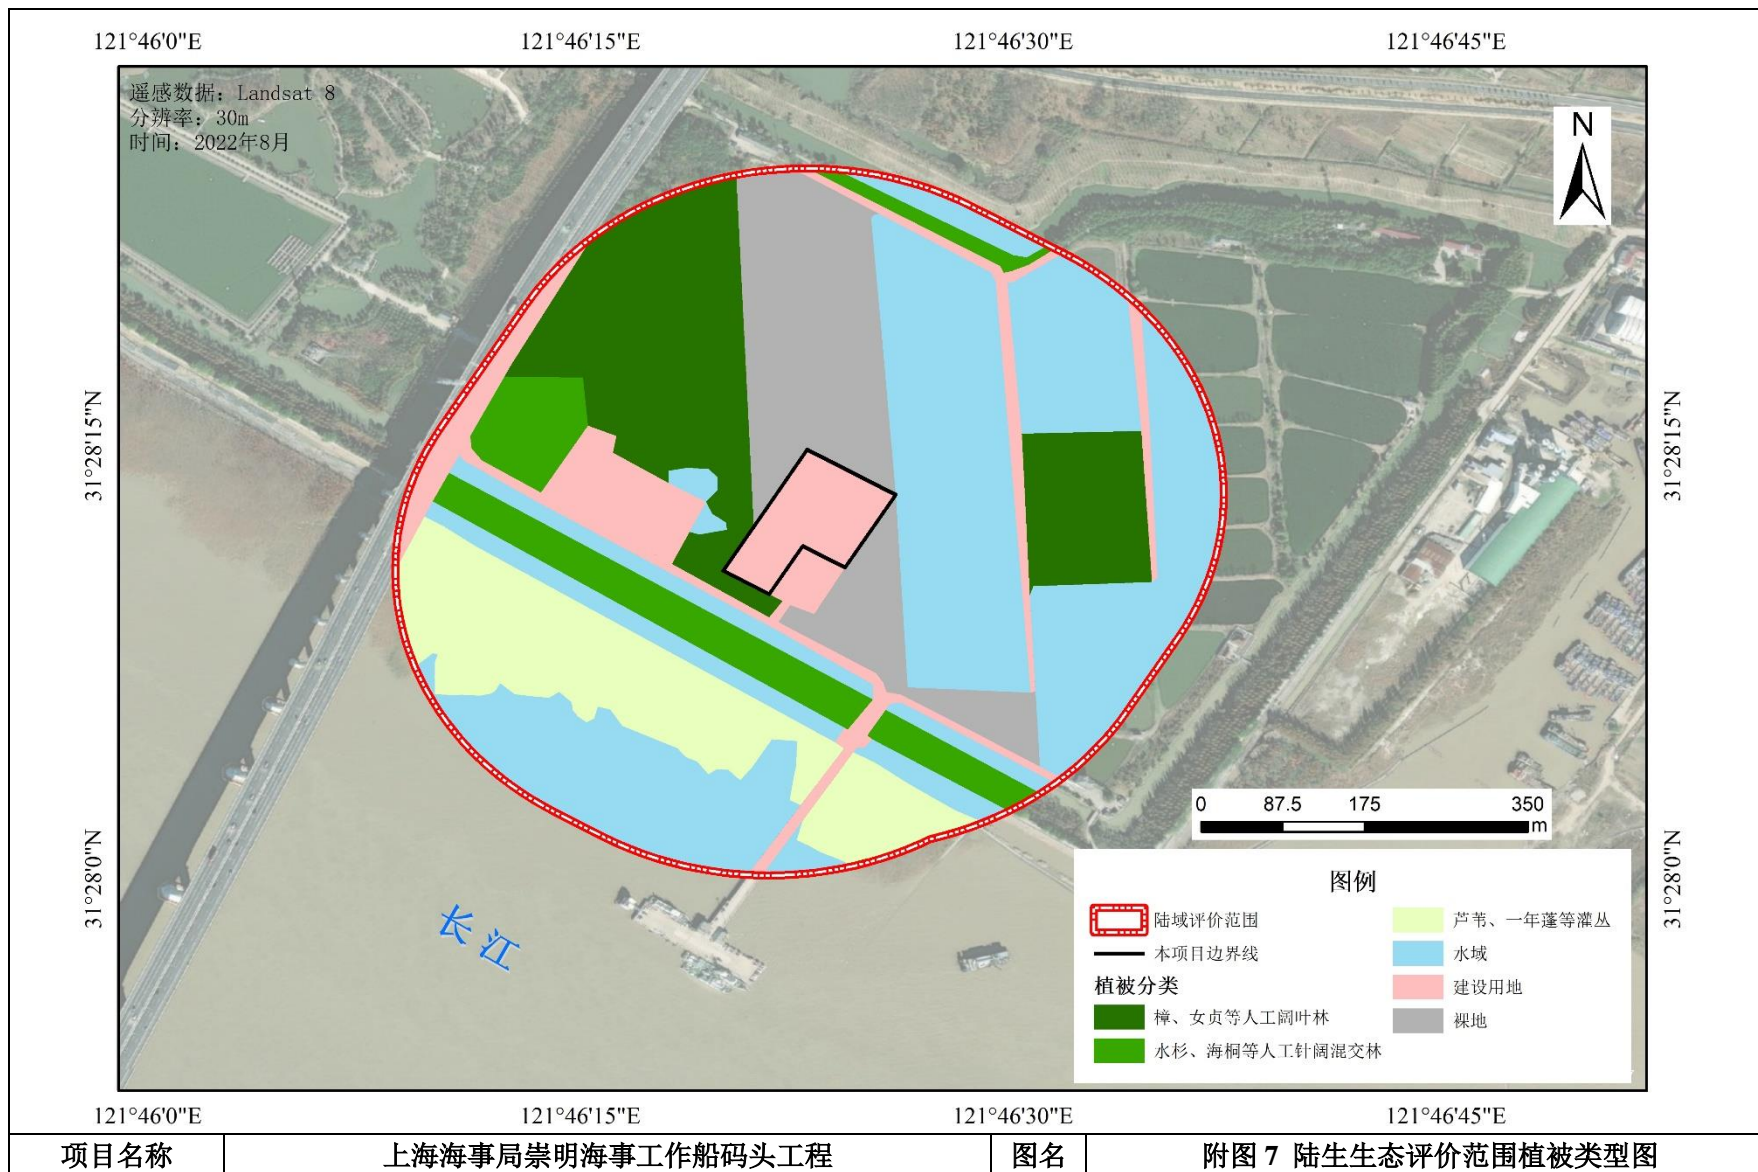 121°46'0"E 121°46'15"E 121°46'30"E 121°46'45"E
遥感数据：Landsat 8
分辨率：30m
时间：2022年8月
N
31°28'15"N 31°28'15"N
0 87.5 175 350
m
31°28'0"N 31°28'0"N
长江
图例
陆域评价范围
本项目边界线
植被分类
樟、女贞等人工阔叶林
水杉、海桐等人工针阔混交林
芦苇、一年蓬等灌丛
水域
建设用地
裸地
121°46'0"E 121°46'15"E 121°46'30"E 121°46'45"E
项目名称 上海海事局崇明海事工作船码头工程 图名 附图 7 陆生生态评价范围植被类型图